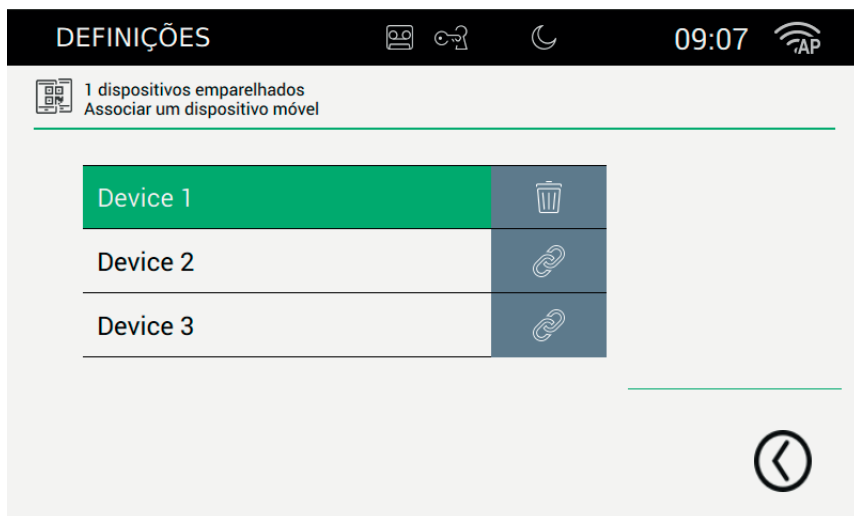 DEFINIÇÕES 09:07 AP
1 dispositivos emparelhados
Associar um dispositivo móvel
Device 1
Device 2
Device 3